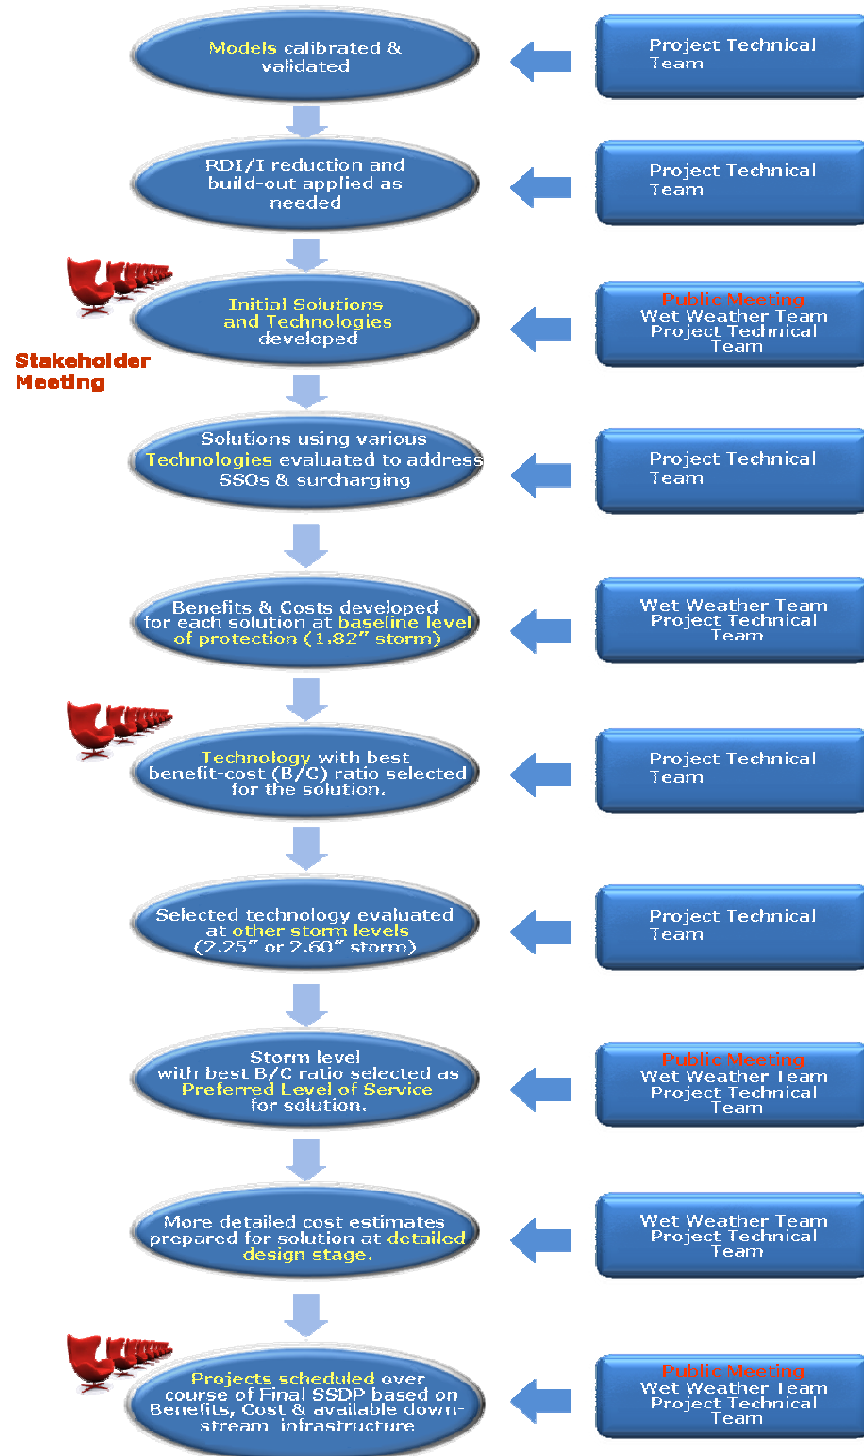 Models calibrated &
validated
Project Technical
Team
RDI/I reduction and
build-out applied as
needed
Project Technical
Team
Initial Solutions
and Technologies
developed
Public Meeting
Wet Weather Team
Project Technical
Team
Stakeholder
Meeting
Solutions using various
Technologies evaluated to address
SSOs & surcharging
Project Technical
Team
Benefits & Costs developed
for each solution at baseline level
of protection (1.82" storm)
Wet Weather Team
Project Technical
Team
Technology with best
benefit-cost (B/C) ratio selected
for the solution.
Project Technical
Team
Selected technology evaluated
at other storm levels
(2.25" or 2.60" storm)
Project Technical
Team
Storm level
with best B/C ratio selected as
Preferred Level of Service
for solution.
Public Meeting
Wet Weather Team
Project Technical
Team
More detailed cost estimates
prepared for solution at detailed
design stage.
Wet Weather Team
Project Technical
Team
Projects scheduled over
course of Final SSDP based on
Benefits, Cost & available down-
stream infrastructure
Public Meeting
Wet Weather Team
Project Technical
Team